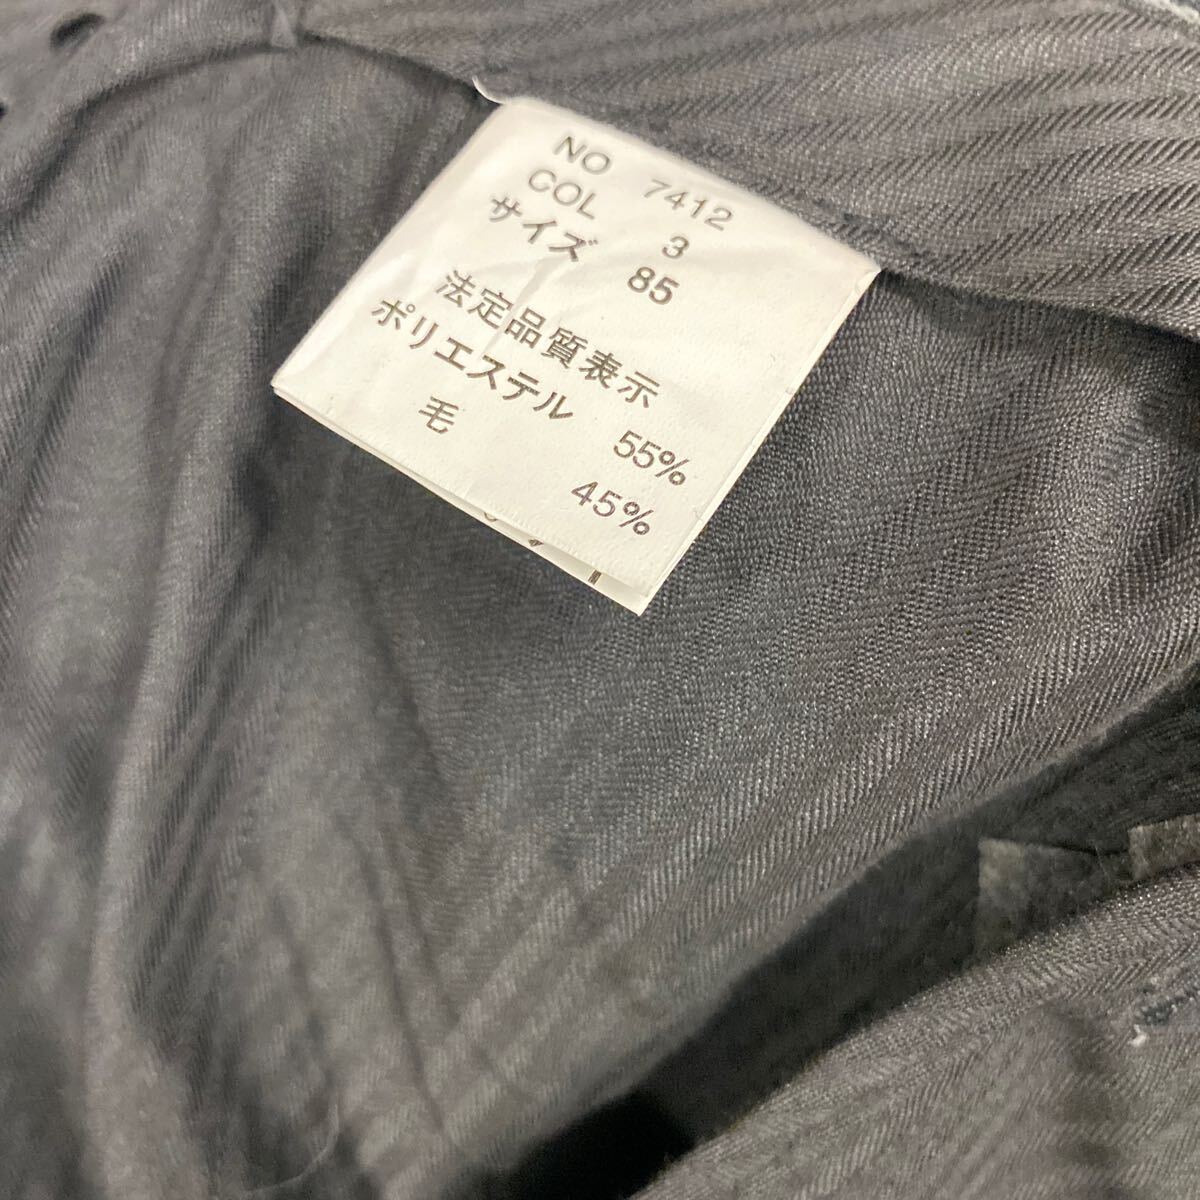 NO 7412
COL 3
サイズ 85
法定品質表示
ポリエステル 55%
毛 45%